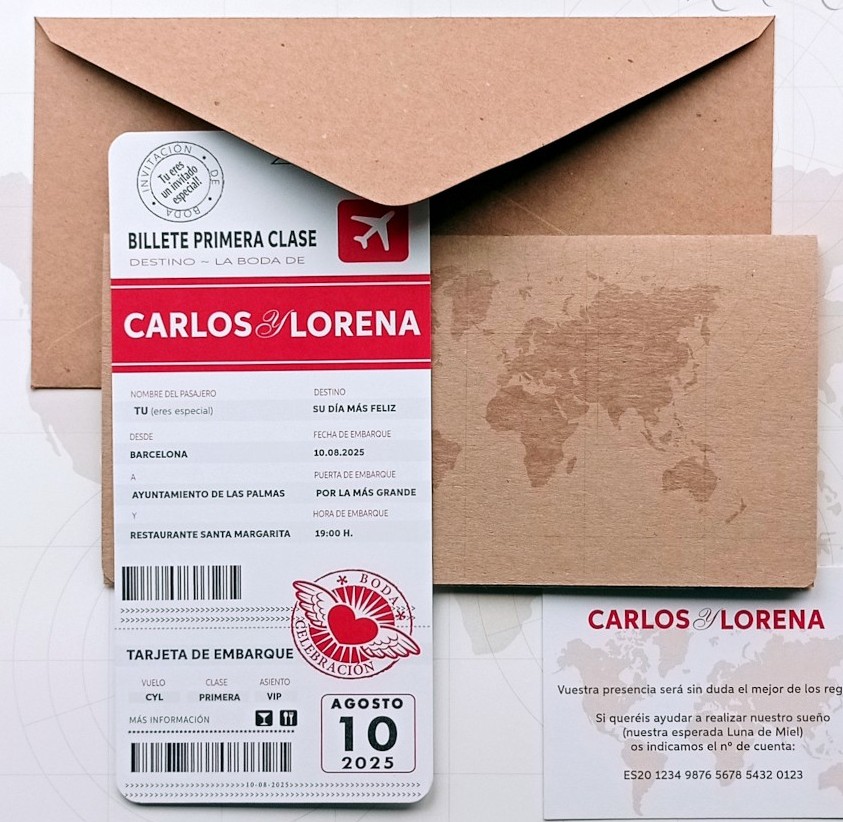 INVITACIÓN • DE • BODA •
Tu eres
un invitado
especial!
BILLETE PRIMERA CLASE
DESTINO ~ LA BODA DE
CARLOS Y LORENA
NOMBRE DEL PASAJERO
TU (eres especial)
DESTINO
SU DÍA MÁS FELIZ
DESDE
BARCELONA
FECHA DE EMBARQUE
10.08.2025
A
AYUNTAMIENTO DE LAS PALMAS
PUERTA DE EMBARQUE
POR LA MÁS GRANDE
Y
RESTAURANTE SANTA MARGARITA
HORA DE EMBARQUE
19:00 H.
BODA
CELEBRACIÓN
TARJETA DE EMBARQUE
VUELO CLASE ASIENTO
CYL PRIMERA VIP
MÁS INFORMACIÓN
AGOSTO
10
2025
10-08-2025
CARLOS Y LORENA
Vuestra presencia será sin duda el mejor de los reg
Si queréis ayudar a realizar nuestro sueño
(nuestra esperada Luna de Miel)
os indicamos el nº de cuenta:
ES20 1234 9876 5678 5432 0123